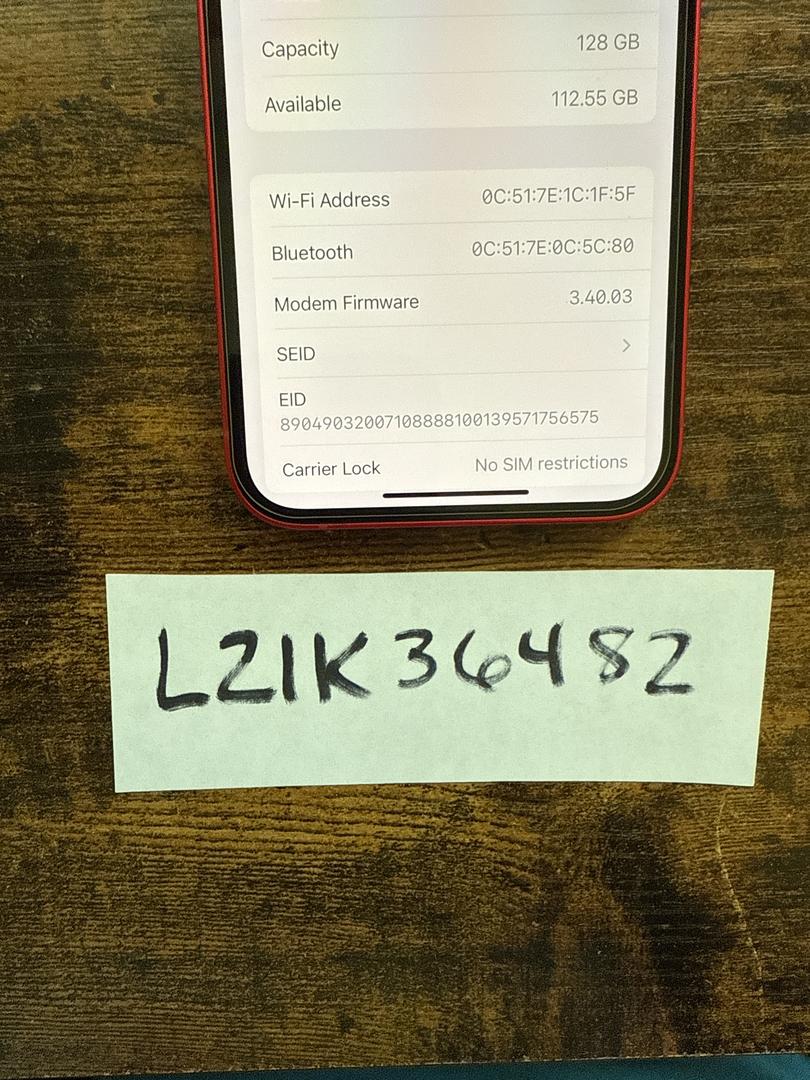 Capacity 128 GB
Available 112.55 GB
Wi-Fi Address 0C:51:7E:1C:1F:5F
Bluetooth 0C:51:7E:0C:5C:80
Modem Firmware 3.40.03
SEID
EID
89049032007108888100139571756575
Carrier Lock No SIM restrictions
LZIK36482